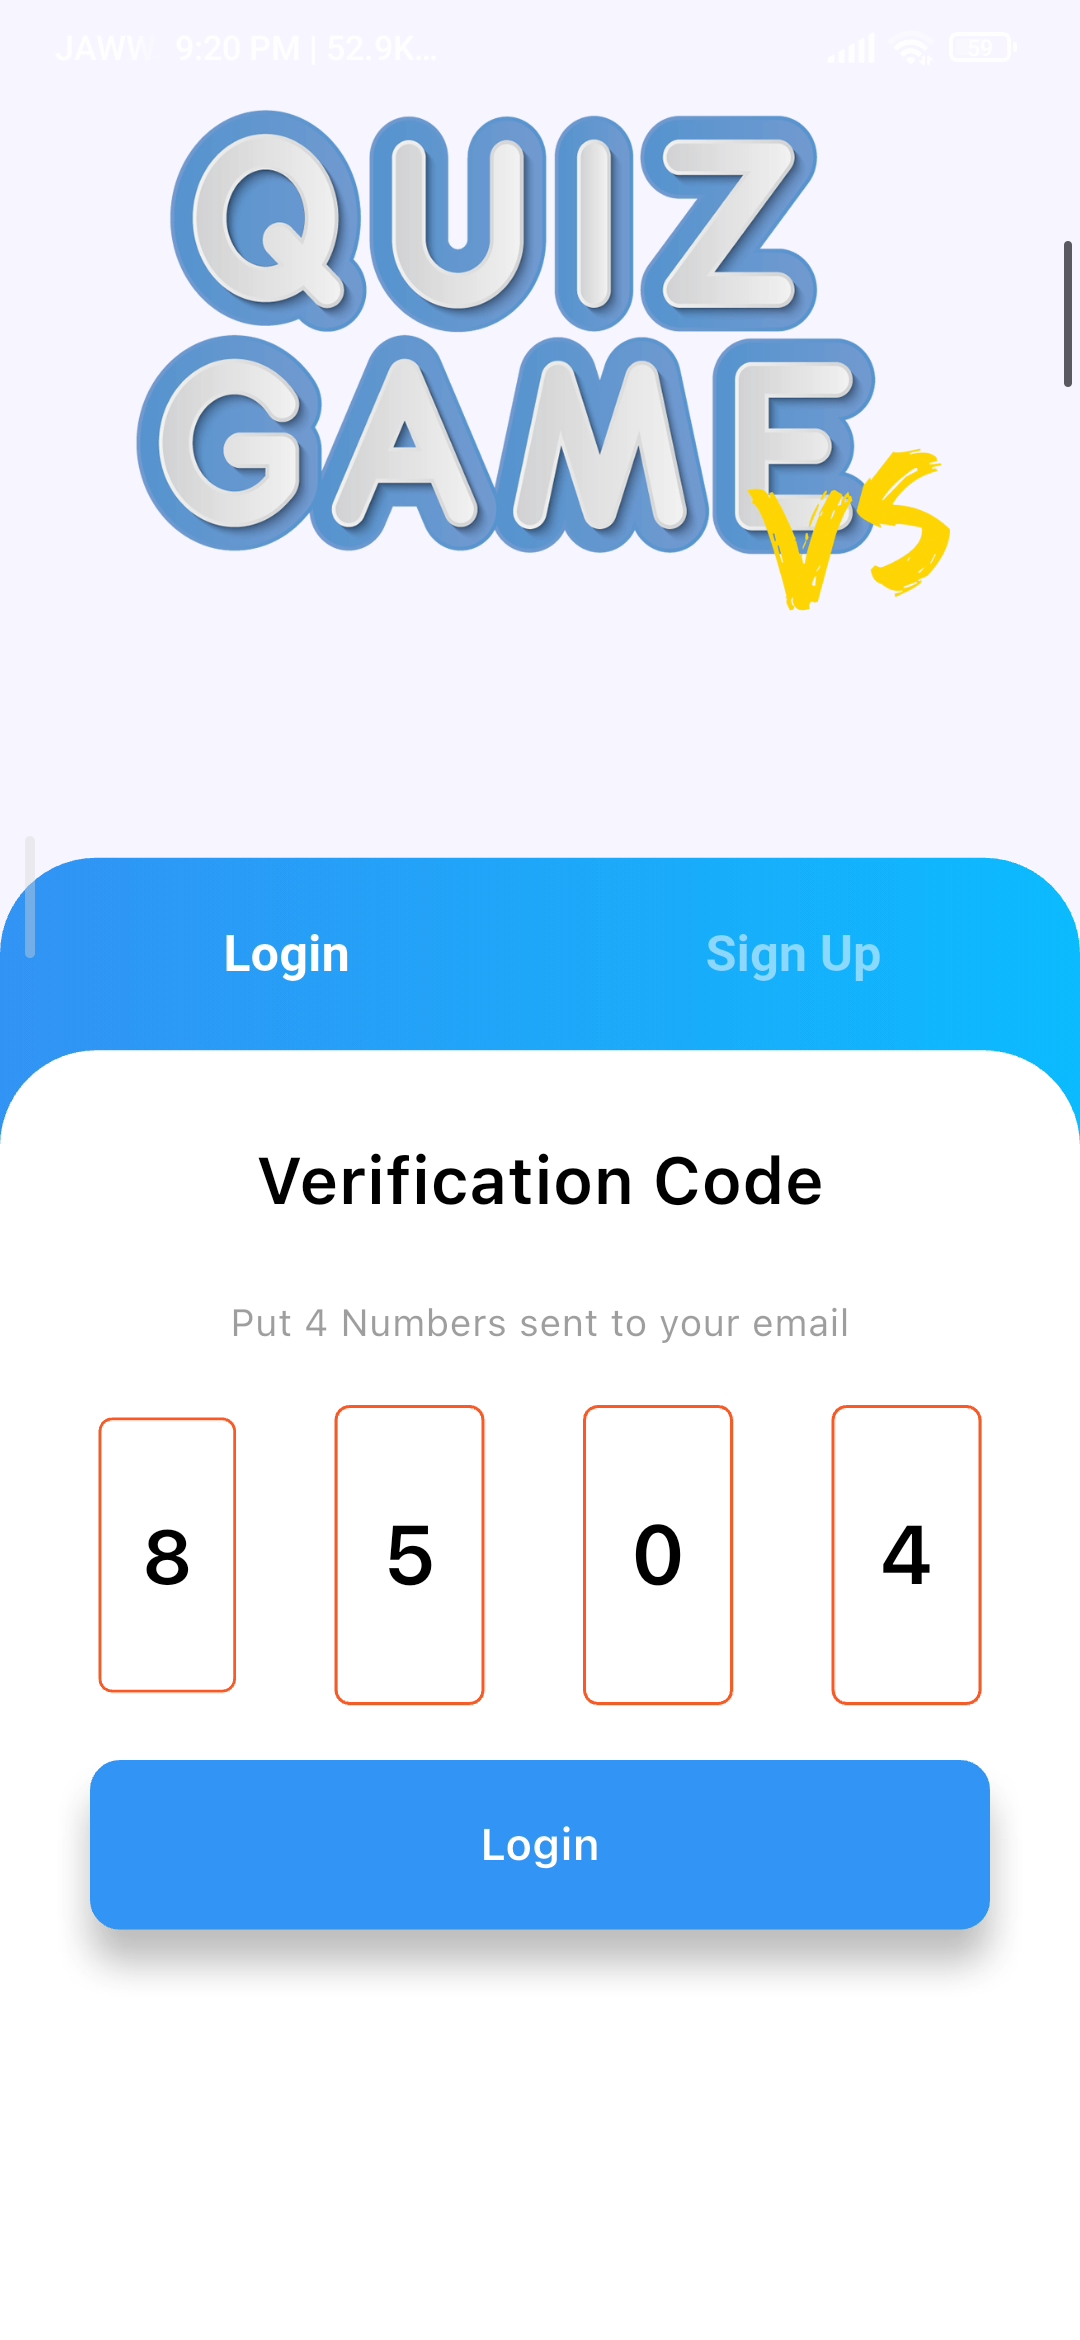 9:20 PM | 52.9K...
59
QUIZ
GAME
VS
Login Sign Up
Verification Code
Put 4 Numbers sent to your email
8 5 0 4
Login